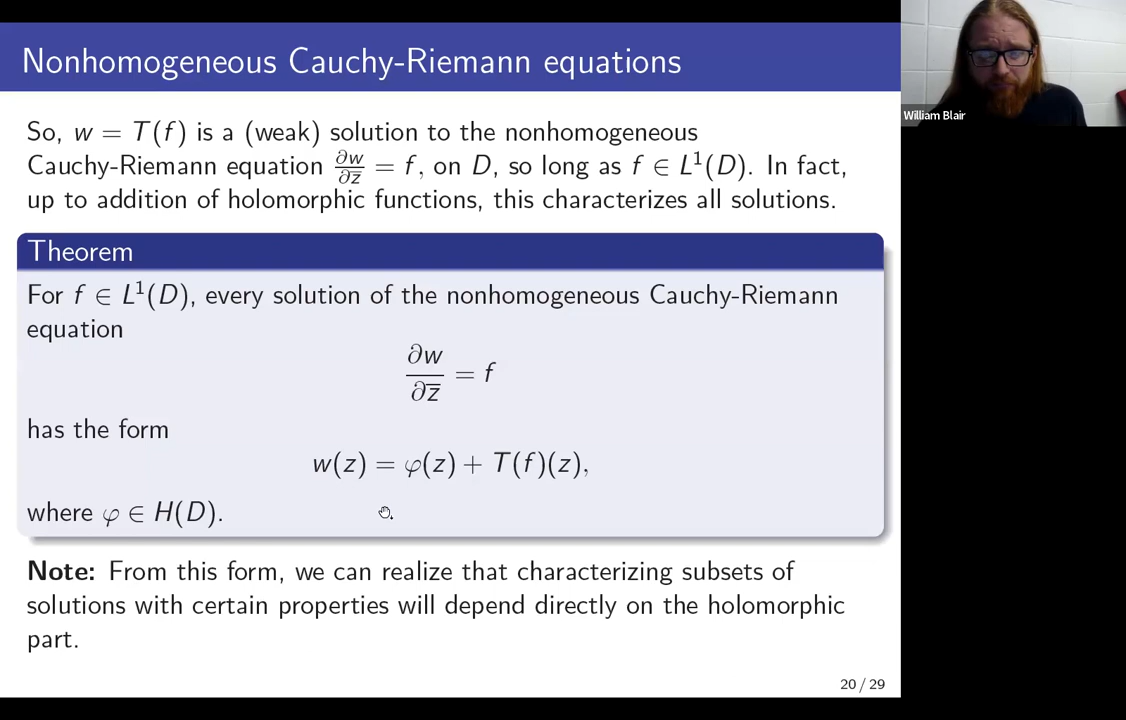 Nonhomogeneous Cauchy-Riemann equations
William Blair
So, w = T(f) is a (weak) solution to the nonhomogeneous
Cauchy-Riemann equation ∂w/∂z̅ = f, on D, so long as f ∈ L¹(D). In fact,
up to addition of holomorphic functions, this characterizes all solutions.
Theorem
For f ∈ L¹(D), every solution of the nonhomogeneous Cauchy-Riemann
equation
∂w/∂z̅ = f
has the form
w(z) = φ(z) + T(f)(z),
where φ ∈ H(D).
Note: From this form, we can realize that characterizing subsets of
solutions with certain properties will depend directly on the holomorphic
part.
20 / 29